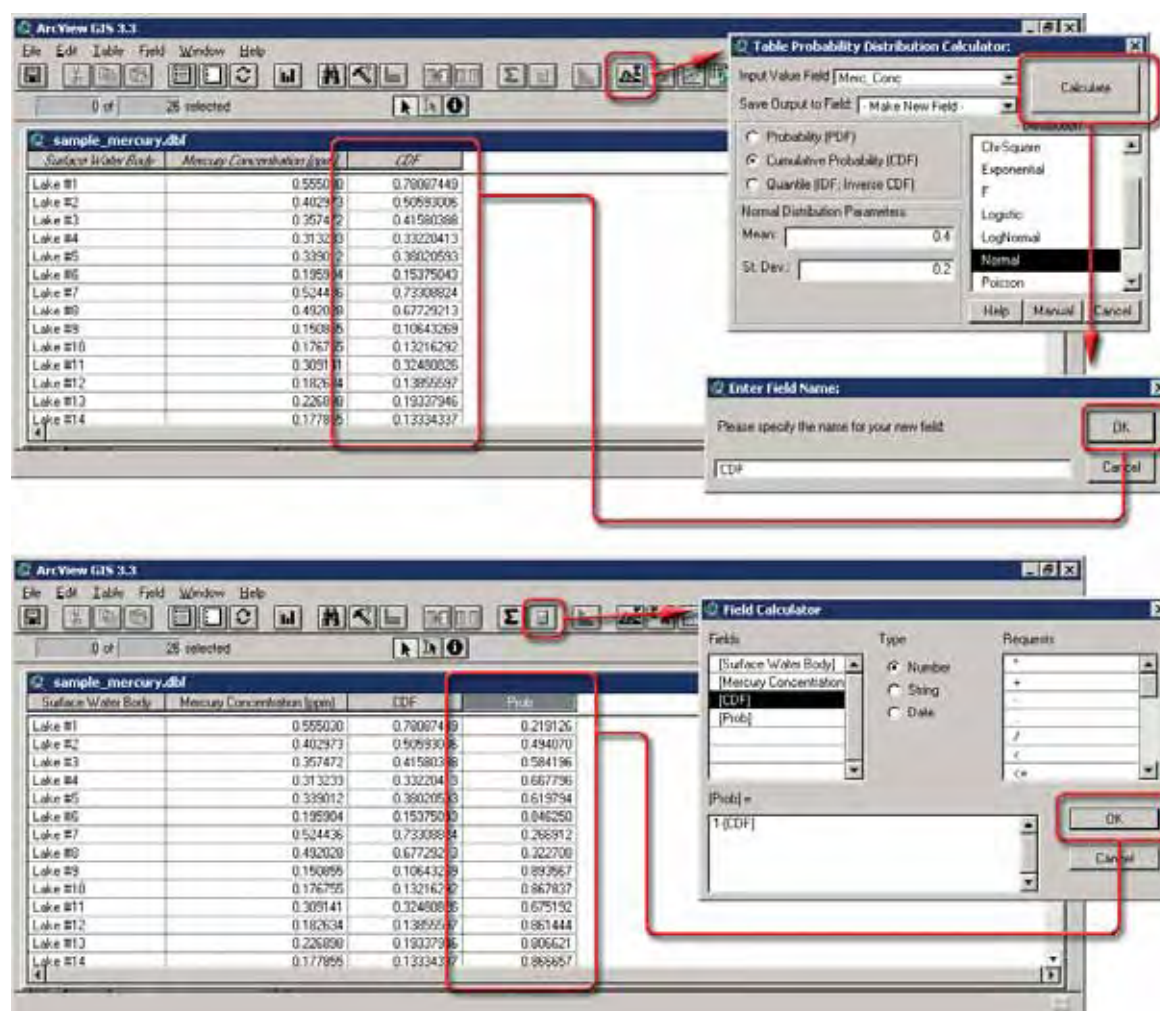 ArcView GIS 3.3
File Edit Table Field Window Help
0 of 26 selected
sample_mercury.dbf
Surface Water Body Mercury Concentration [ppm] CDF
Lake #1 0.78087449
Lake #2 0.50593006
Lake #3 0.41580388
Lake #4 0.33220413
Lake #5 0.38020593
Lake #6 0.15375043
Lake #7 0.73308824
Lake #8 0.67729213
Lake #9 0.10643269
Lake #10 0.13216292
Lake #11 0.32480826
Lake #12 0.13855597
Lake #13 0.19337946
Lake #14 0.13334337
Table Probability Distribution Calculator:
Input Value Field Merc_Conc
Calculate
Save Output to Field: - Make New Field -
Distribution
Probability (PDF)
Cumulative Probability (CDF)
Quantile (IDF; Inverse CDF)
Normal Distribution Parameters
Mean: 0.4
St. Dev.: 0.2
ChiSquare
Exponential
F
Logistic
LogNormal
Normal
Poisson
Help Manual Cancel
Enter Field Name:
Please specify the name for your new field:
OK
CDF
Cancel
ArcView GIS 3.3
File Edit Table Field Window Help
0 of 26 selected
sample_mercury.dbf
Surface Water Body Mercury Concentration [ppm] CDF Prob
Lake #1 0.555030 0.219126
Lake #2 0.402973 0.494070
Lake #3 0.357472 0.584196
Lake #4 0.313233 0.667796
Lake #5 0.339012 0.619794
Lake #6 0.195904 0.846250
Lake #7 0.524436 0.266912
Lake #8 0.492028 0.322708
Lake #9 0.150855 0.893567
Lake #10 0.176755 0.867837
Lake #11 0.309141 0.675192
Lake #12 0.182634 0.861444
Lake #13 0.226898 0.806621
Lake #14 0.177895 0.866657
Field Calculator
Fields Type Requests
[Surface Water Body]
[Mercury Concentration
[CDF]
[Prob]
Number
String
Date
*
+
-
/
<
<=
[Prob] =
1-[CDF]
OK
Cancel